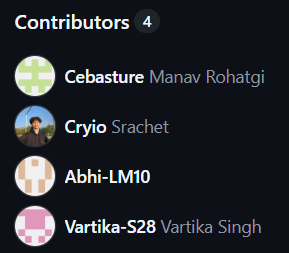 Contributors 4
Cebasture Manav Rohatgi
Cryio Srachet
Abhi-LM10
Vartika-S28 Vartika Singh